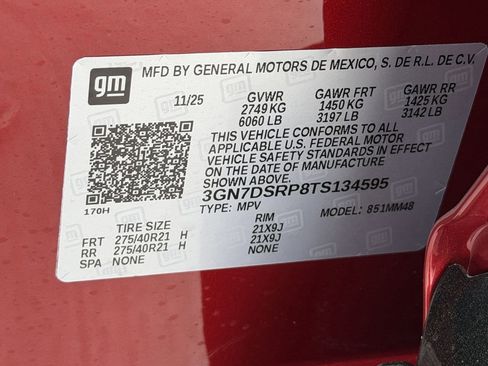 gm
MFD BY GENERAL MOTORS DE MEXICO, S. DE R.L. DE C.V.
11/25 GVWR GAWR FRT GAWR RR
2749 KG 1450 KG 1425 KG
6060 LB 3197 LB 3142 LB
THIS VEHICLE CONFORMS TO ALL
APPLICABLE U.S. FEDERAL MOTOR
VEHICLE SAFETY STANDARDS IN EFFECT
ON THE DATE OF MANUFACTURE
SHOWN ABOVE.
3GN7DSRP8TS134595
170H TYPE: MPV MODEL: 851MM48
TIRE SIZE RIM
FRT 275/40R21 H 21X9J
RR 275/40R21 H 21X9J
SPA NONE NONE